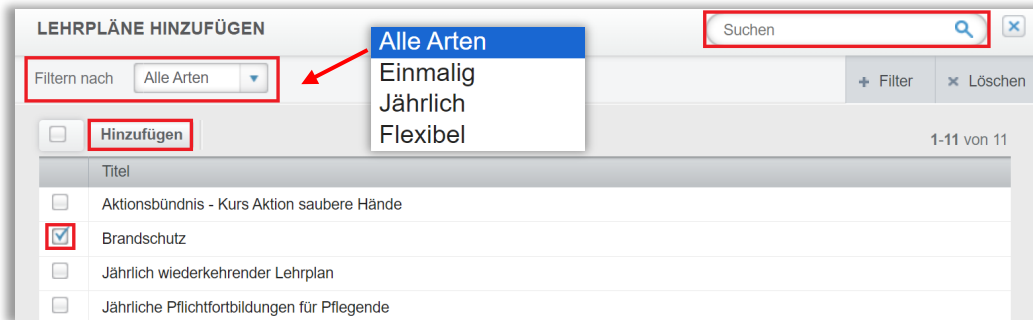 LEHRPLÄNE HINZUFÜGEN
Suchen
Filtern nach
Alle Arten
Alle Arten
Einmalig
Jährlich
Flexibel
+ Filter
× Löschen
Hinzufügen
1-11 von 11
Titel
Aktionsbündnis - Kurs Aktion saubere Hände
Brandschutz
Jährlich wiederkehrender Lehrplan
Jährliche Pflichtfortbildungen für Pflegende